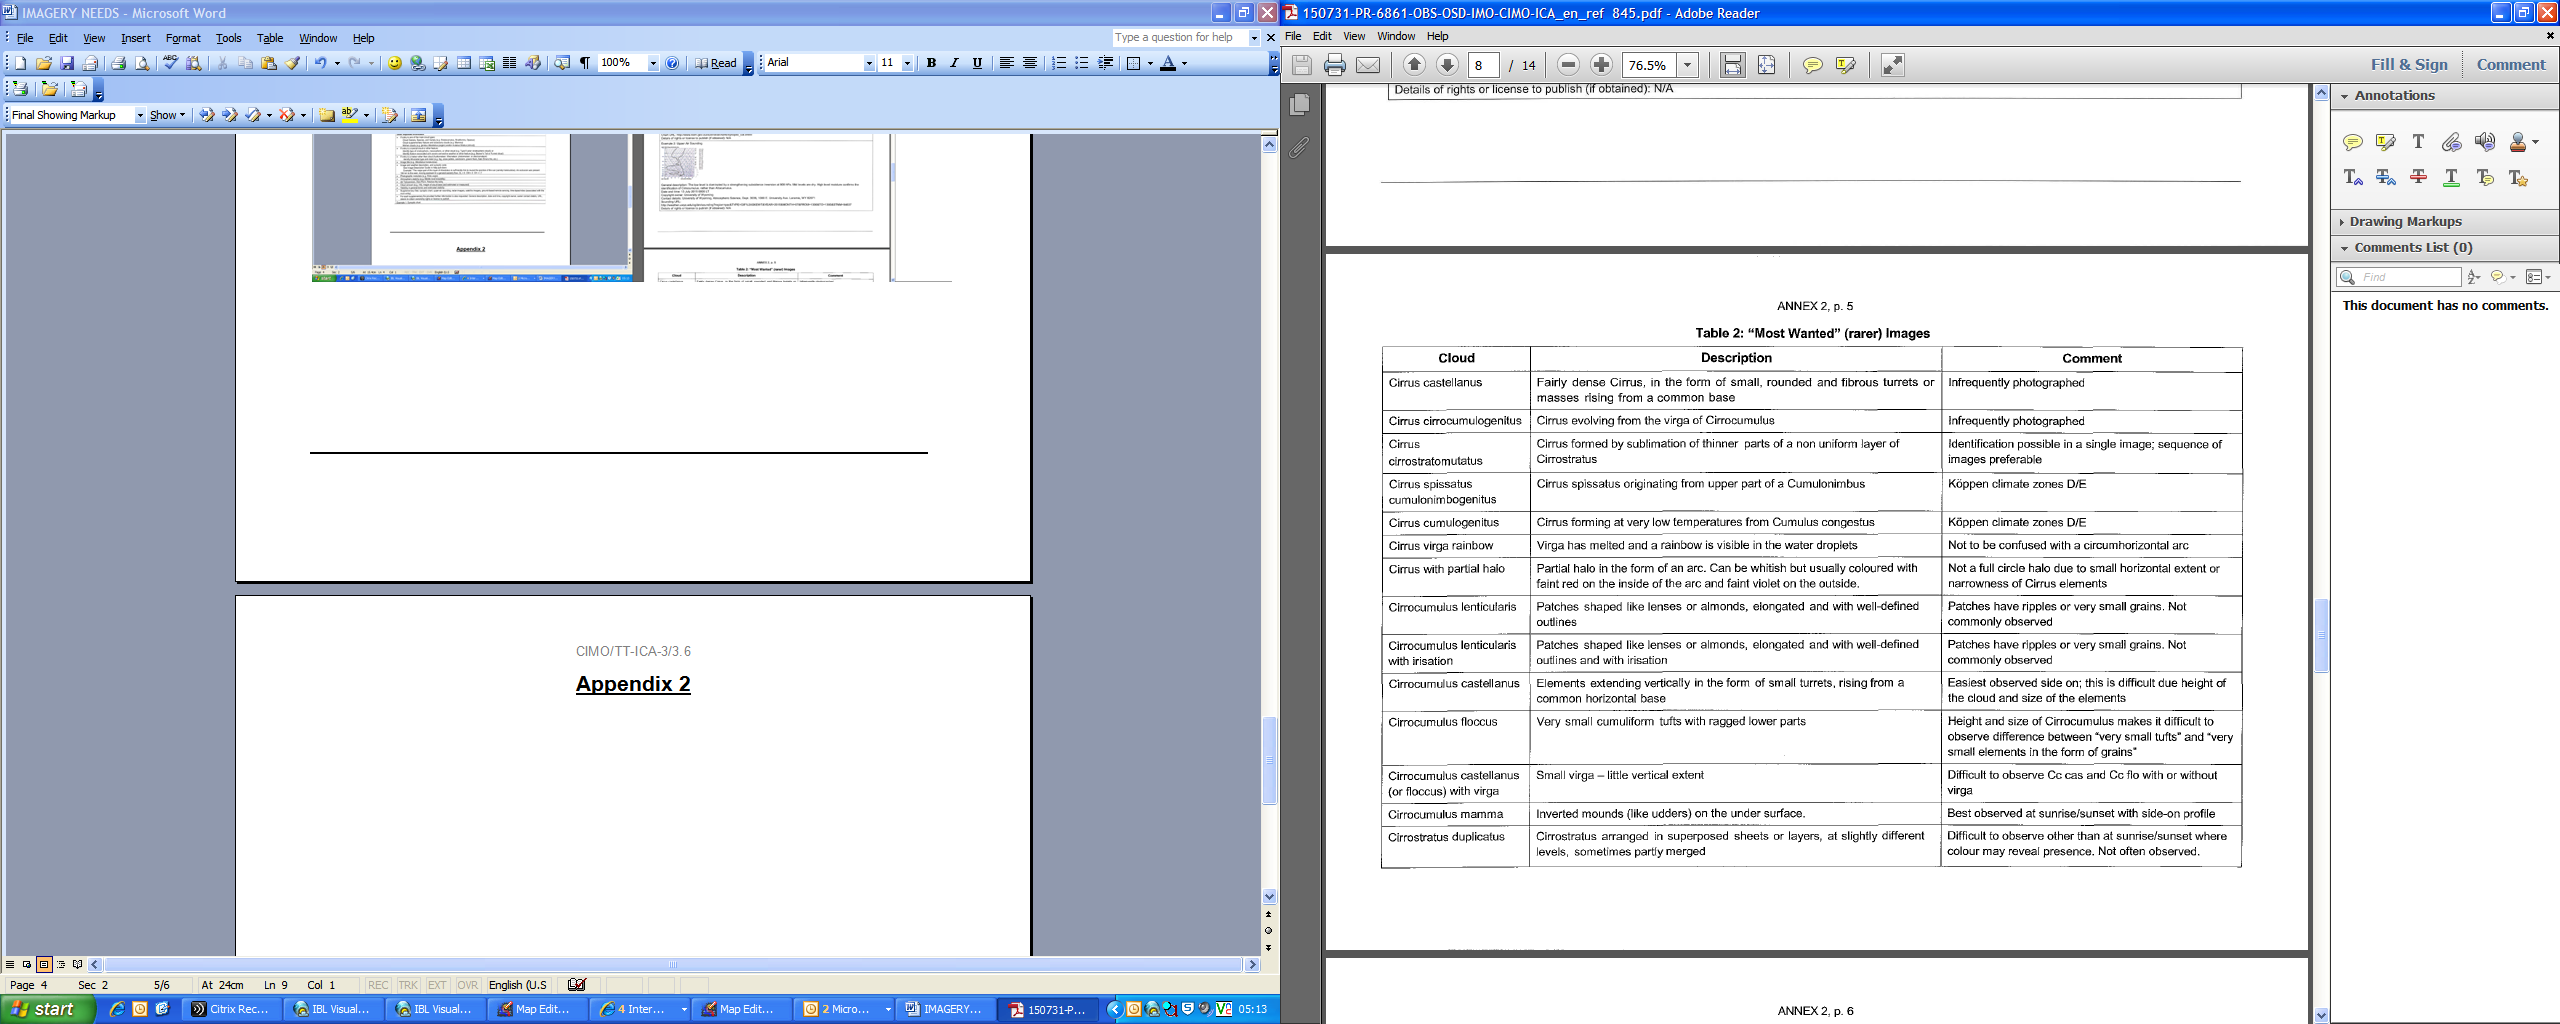 IMAGERY NEEDS - Microsoft Word
File Edit View Insert Format Tools Table Window Help
Type a question for help
100%
Read
Arial
11
B I U
Final Showing Markup
Show
Appendix 2
CIMO/TT-ICA-3/3.6
Appendix 2
Page 4 Sec 2 5/6 At 24cm Ln 9 Col 1 REC TRK EXT OVR English (U.S
150731-PR-6861-OBS-OSD-IMO-CIMO-ICA_en_ref 845.pdf - Adobe Reader
File Edit View Window Help
8 / 14
76.5%
Fill & Sign Comment
Details of rights or license to publish (if obtained): N/A
ANNEX 2, p. 5
Table 2: “Most Wanted” (rarer) Images
Cloud Description Comment
Cirrus castellanus Fairly dense Cirrus, in the form of small, rounded and fibrous turrets or Infrequently photographed
masses rising from a common base
Cirrus cirrocumulogenitus Cirrus evolving from the virga of Cirrocumulus Infrequently photographed
Cirrus Cirrus formed by sublimation of thinner parts of a non uniform layer of Identification possible in a single image; sequence of
cirrostratomutatus Cirrostratus images preferable
Cirrus spissatus Cirrus spissatus originating from upper part of a Cumulonimbus Köppen climate zones D/E
cumulonimbogenitus
Cirrus cumulogenitus Cirrus forming at very low temperatures from Cumulus congestus Köppen climate zones D/E
Cirrus virga rainbow Virga has melted and a rainbow is visible in the water droplets Not to be confused with a circumhorizontal arc
Cirrus with partial halo Partial halo in the form of an arc. Can be whitish but usually coloured with Not a full circle halo due to small horizontal extent or
faint red on the inside of the arc and faint violet on the outside. narrowness of Cirrus elements
Cirrocumulus lenticularis Patches shaped like lenses or almonds, elongated and with well-defined Patches have ripples or very small grains. Not
outlines commonly observed
Cirrocumulus lenticularis Patches shaped like lenses or almonds, elongated and with well-defined Patches have ripples or very small grains. Not
with irisation outlines and with irisation commonly observed
Cirrocumulus castellanus Elements extending vertically in the form of small turrets, rising from a Easiest observed side on; this is difficult due height of
common horizontal base the cloud and size of the elements
Cirrocumulus floccus Very small cumuliform tufts with ragged lower parts Height and size of Cirrocumulus makes it difficult to
observe difference between “very small tufts” and “very
small elements in the form of grains”
Cirrocumulus castellanus Small virga – little vertical extent Difficult to observe Cc cas and Cc flo with or without
(or floccus) with virga virga
Cirrocumulus mamma Inverted mounds (like udders) on the under surface. Best observed at sunrise/sunset with side-on profile
Cirrostratus duplicatus Cirrostratus arranged in superposed sheets or layers, at slightly different Difficult to observe other than at sunrise/sunset where
levels, sometimes partly merged colour may reveal presence. Not often observed.
ANNEX 2, p. 6
Annotations
Drawing Markups
Comments List (0)
Find
This document has no comments.
start Citrix Rec... IBL Visual... IBL Visual... Map Edit... 4 Inter... Map Edit... 2 Micro... IMAGERY... 150731-P... 05:13